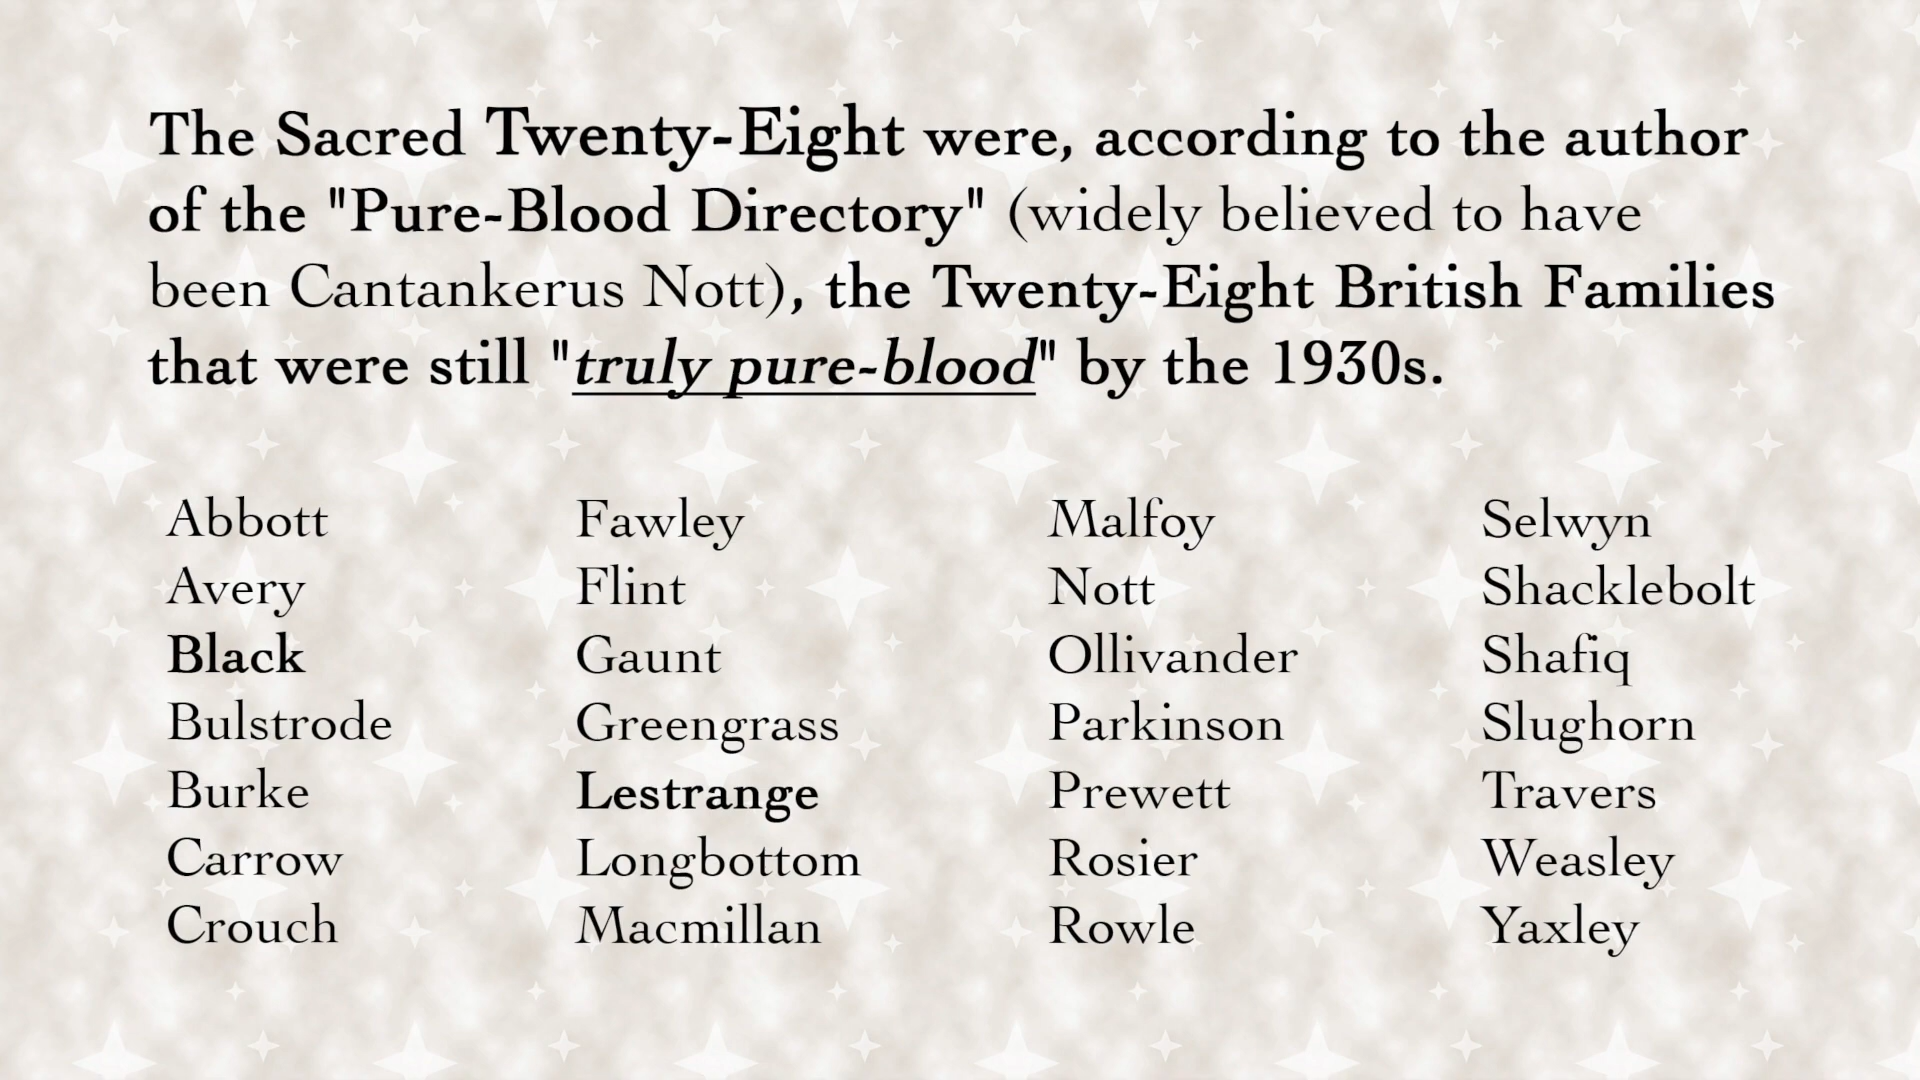 The Sacred Twenty-Eight were, according to the author
of the "Pure-Blood Directory" (widely believed to have
been Cantankerus Nott), the Twenty-Eight British Families
that were still "truly pure-blood" by the 1930s.
Abbott
Avery
Black
Bulstrode
Burke
Carrow
Crouch
Fawley
Flint
Gaunt
Greengrass
Lestrange
Longbottom
Macmillan
Malfoy
Nott
Ollivander
Parkinson
Prewett
Rosier
Rowle
Selwyn
Shacklebolt
Shafiq
Slughorn
Travers
Weasley
Yaxley